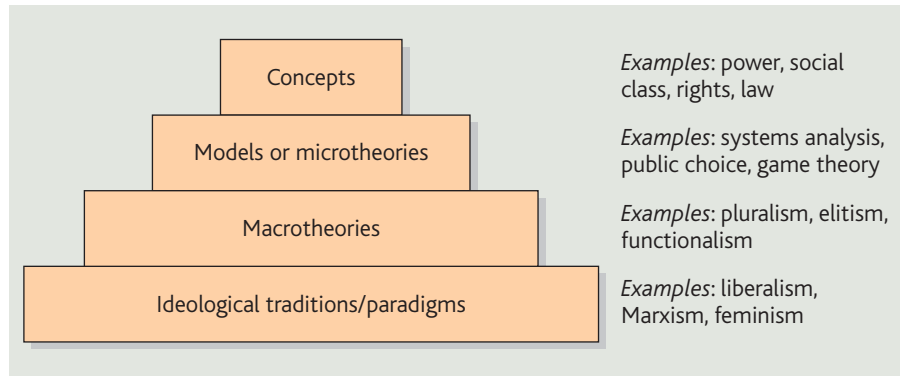 Concepts
Examples: power, social
class, rights, law
Models or microtheories
Examples: systems analysis,
public choice, game theory
Macrotheories
Examples: pluralism, elitism,
functionalism
Ideological traditions/paradigms
Examples: liberalism,
Marxism, feminism